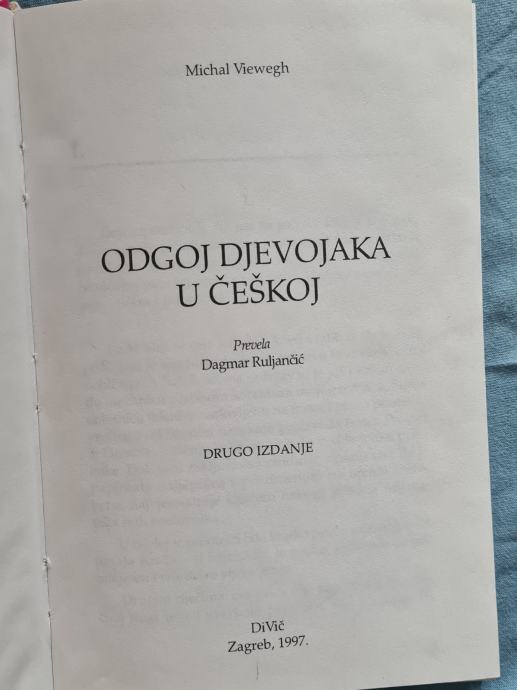 Michal Viewegh
ODGOJ DJEVOJAKA
U ČEŠKOJ
Prevela
Dagmar Ruljančić
DRUGO IZDANJE
DiVič
Zagreb, 1997.